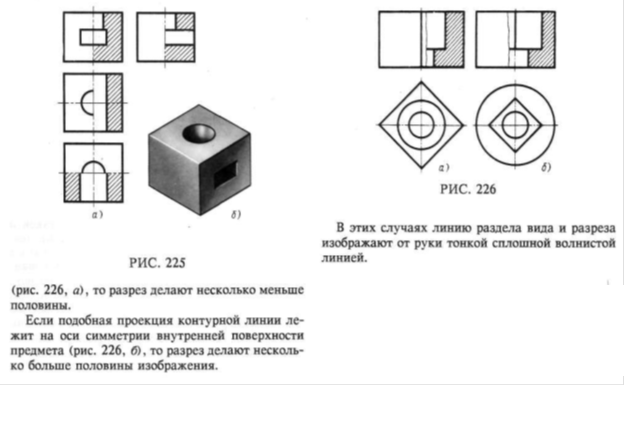 а)
б)
РИС. 225
(рис. 226, а), то разрез делают несколько меньше
половины.
Если подобная проекция контурной линии ле-
жит на оси симметрии внутренней поверхности
предмета (рис. 226, б), то разрез делают несколь-
ко больше половины изображения.
а)
б)
РИС. 226
В этих случаях линию раздела вида и разреза
изображают от руки тонкой сплошной волнистой
линией.